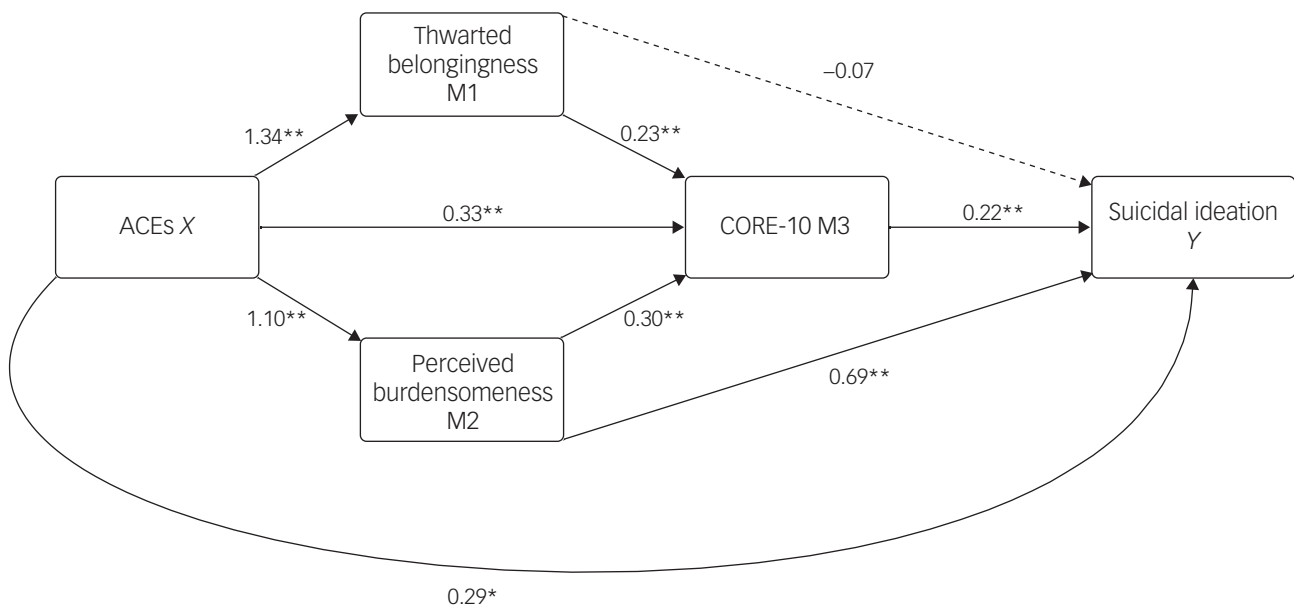 Thwarted
belongingness
M1
–0.07
1.34**
0.23**
ACEs X
0.33**
CORE-10 M3
0.22**
Suicidal ideation
Y
1.10**
0.30**
Perceived
burdensomeness
M2
0.69**
0.29*